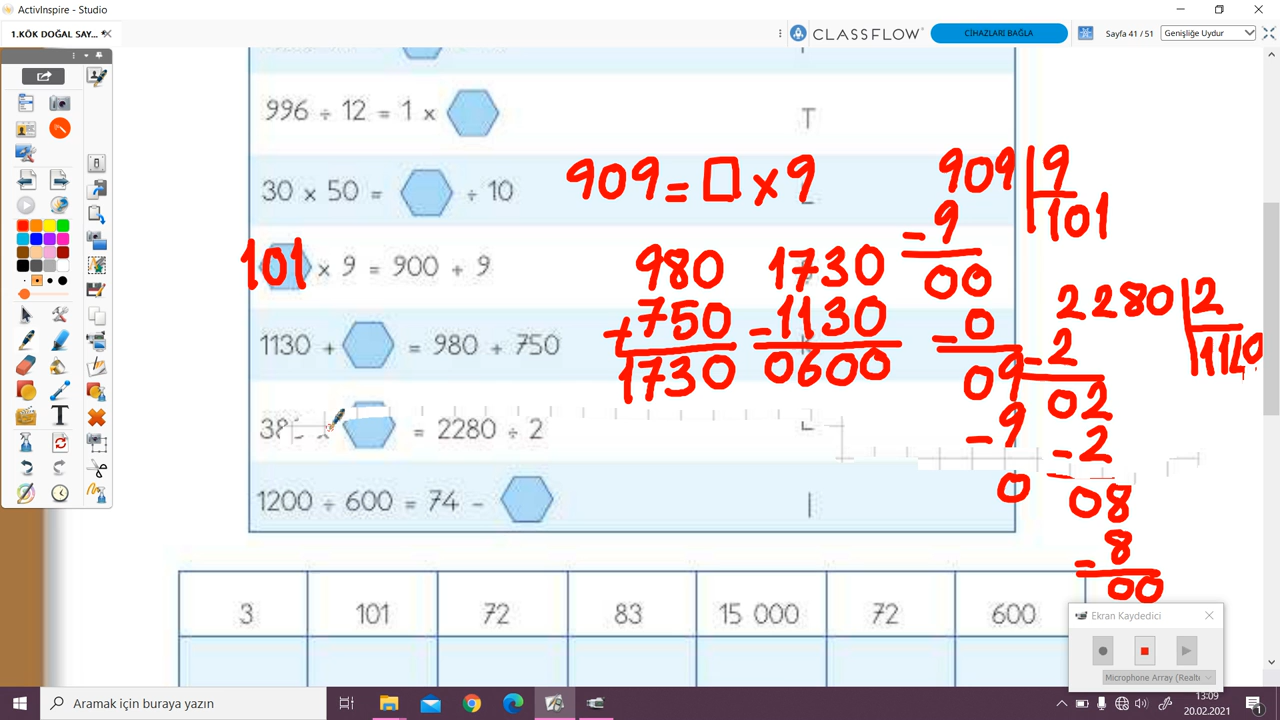 ActivInspire - Studio
1.KÖK DOĞAL SAY...
CLASSFLOW
CİHAZLARI BAĞLA
Sayfa 41 / 51
Genişliğe Uydur
996 ÷ 12 = 1 x
T
30 x 50 = ÷ 10
909 = □ x 9
909 9
101
- 9
00
- 0
09
- 9
0
101 x 9 = 900 + 9
980
+750
1730
1730
-1130
0600
2280 2
1140
- 2
02
- 2
08
- 8
00
1130 + = 980 + 750
= 2280 ÷ 2
1200 ÷ 600 = 74 -
I
3 101 72 83 15 000 72 600
Ekran Kaydedici
Microphone Array (Realte
Aramak için buraya yazın
13:09
20.02.2021